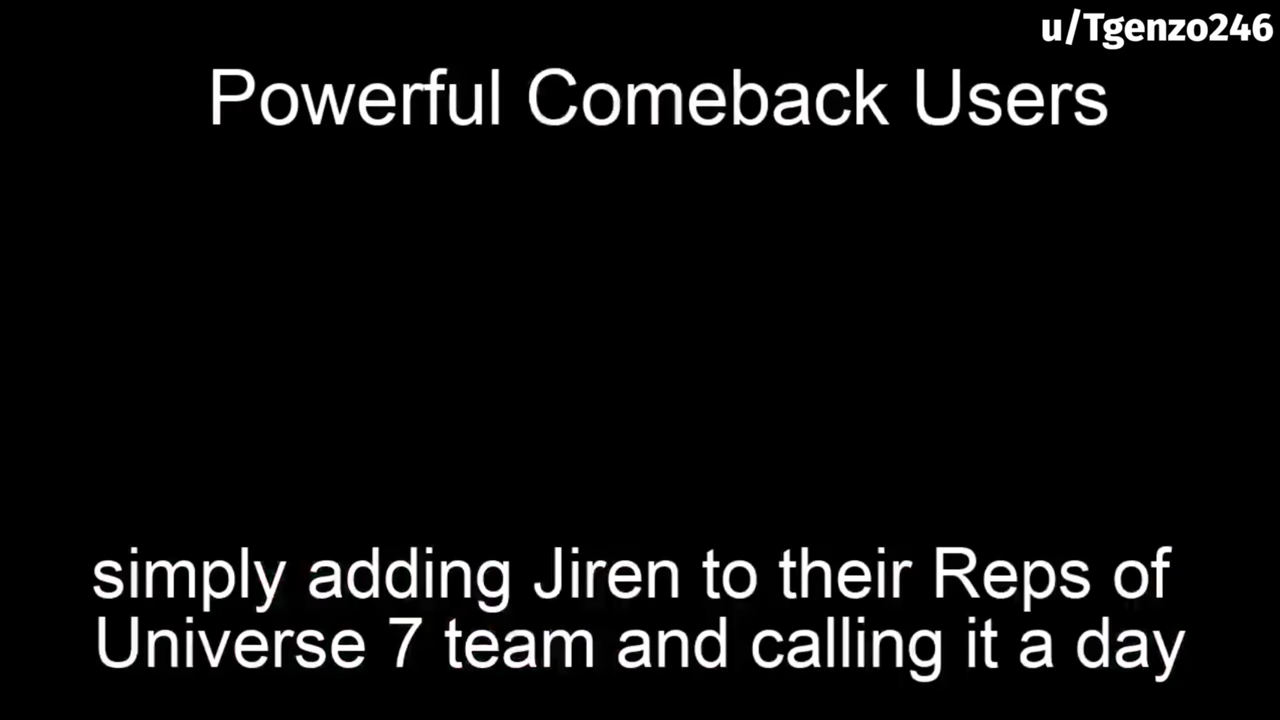 u/Tgenzo246
Powerful Comeback Users
simply adding Jiren to their Reps of
Universe 7 team and calling it a day